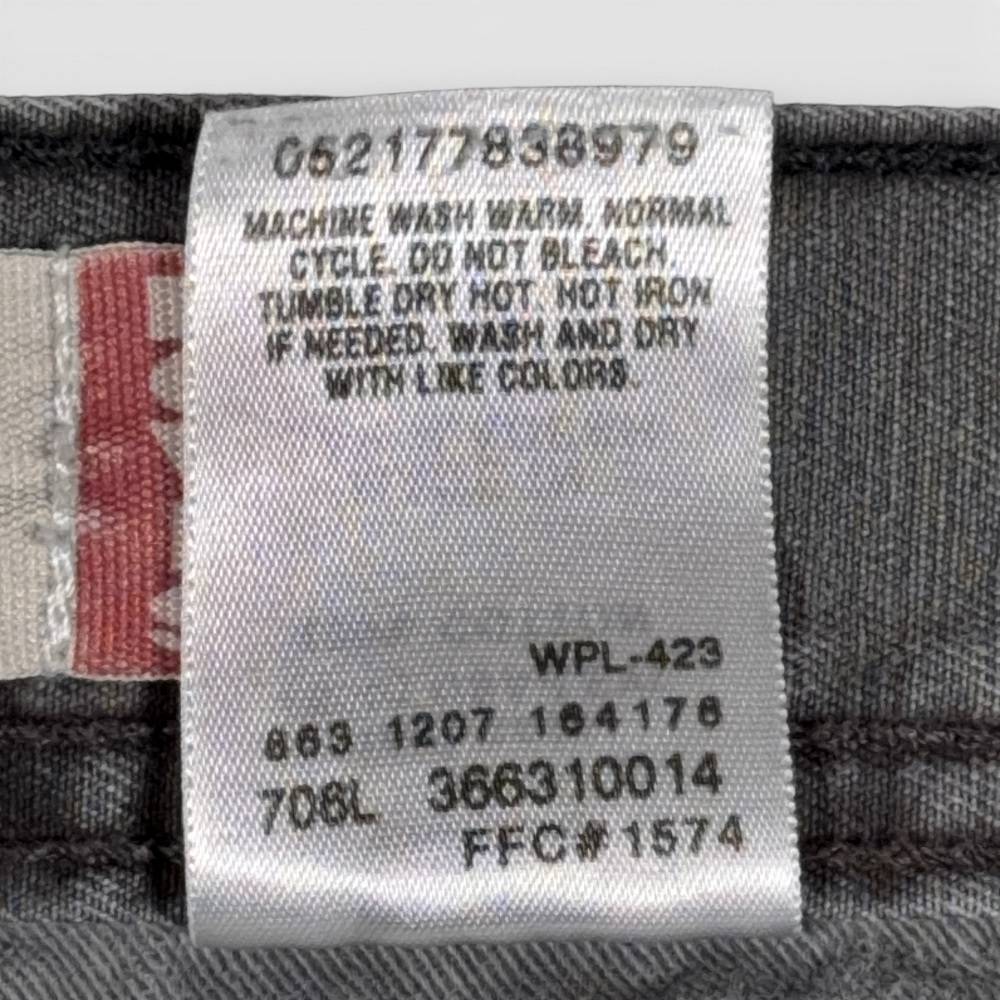 052177838979
MACHINE WASH WARM. NORMAL
CYCLE. DO NOT BLEACH.
TUMBLE DRY HOT. HOT IRON
IF NEEDED. WASH AND DRY
WITH LIKE COLORS.
WPL-423
863 1207 164176
706L 366310014
FFC#1574